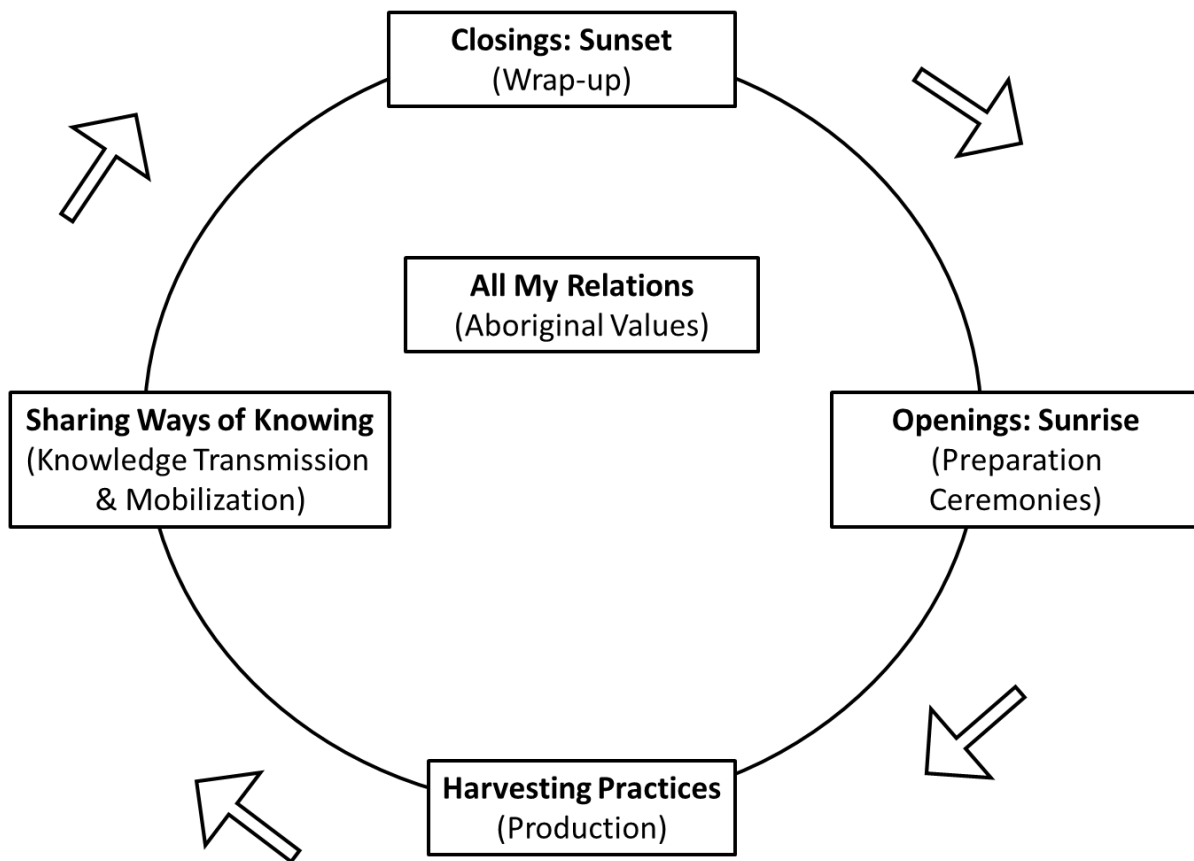 Closings: Sunset
(Wrap-up)
All My Relations
(Aboriginal Values)
Sharing Ways of Knowing
(Knowledge Transmission
& Mobilization)
Openings: Sunrise
(Preparation
Ceremonies)
Harvesting Practices
(Production)